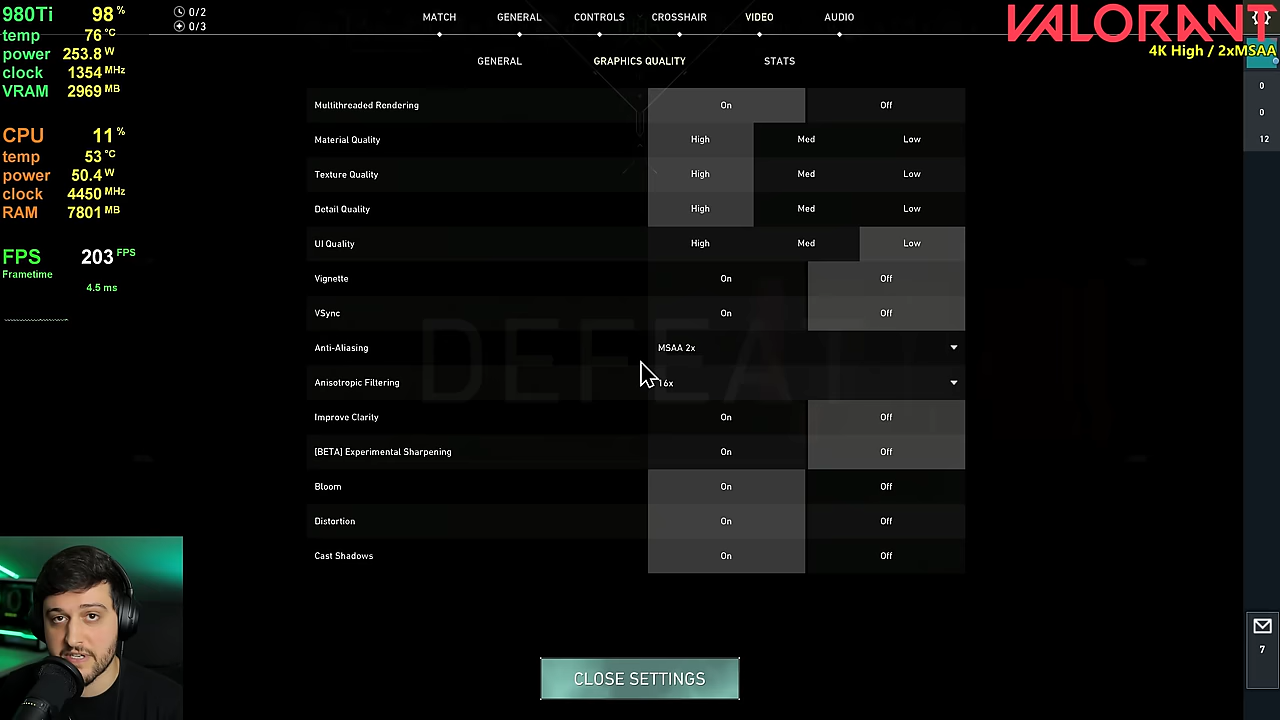 980Ti 98 %
temp 76 °C
power 253.8 W
clock 1354 MHz
VRAM 2969 MB
CPU 11 %
temp 53 °C
power 50.4 W
clock 4450 MHz
RAM 7801 MB
FPS 203 FPS
Frametime
4.5 ms
0/2
0/3
MATCH GENERAL CONTROLS CROSSHAIR VIDEO AUDIO
GENERAL GRAPHICS QUALITY STATS
VALORANT
4K High / 2xMSAA
0
0
12
Multithreaded Rendering On Off
Material Quality High Med Low
Texture Quality High Med Low
Detail Quality High Med Low
UI Quality High Med Low
Vignette On Off
VSync On Off
DEFEAT
Anti-Aliasing MSAA 2x
Anisotropic Filtering 16x
Improve Clarity On Off
[BETA] Experimental Sharpening On Off
Bloom On Off
Distortion On Off
Cast Shadows On Off
CLOSE SETTINGS
7